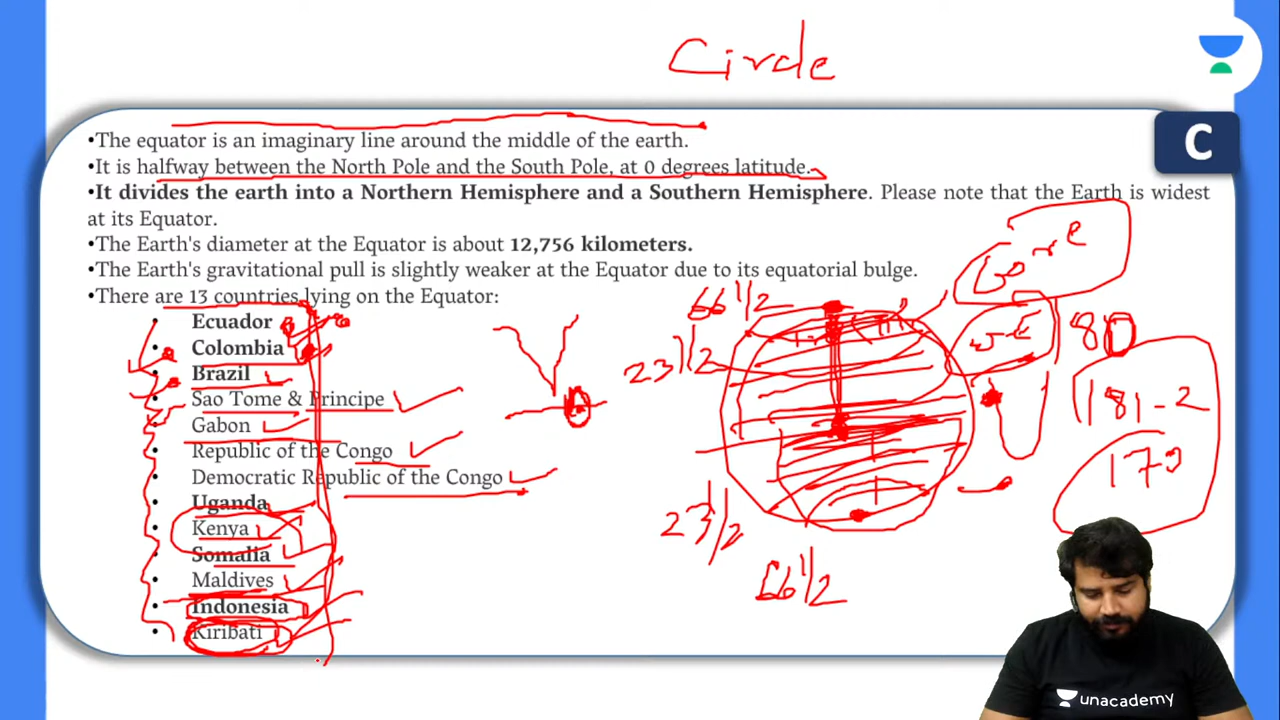 Circle
•The equator is an imaginary line around the middle of the earth.
C
•It is halfway between the North Pole and the South Pole, at 0 degrees latitude.
•It divides the earth into a Northern Hemisphere and a Southern Hemisphere. Please note that the Earth is widest
at its Equator.
•The Earth's diameter at the Equator is about 12,756 kilometers.
•The Earth's gravitational pull is slightly weaker at the Equator due to its equatorial bulge.
•There are 13 countries lying on the Equator:
• Ecuador
• Colombia
• Brazil
• Sao Tome & Principe
• Gabon
• Republic of the Congo
• Democratic Republic of the Congo
• Uganda
• Kenya
• Somalia
• Maldives
• Indonesia
• Kiribati
66 1/2
23 1/2
23 1/2
66 1/2
W-E
180
181-2
179
unacademy